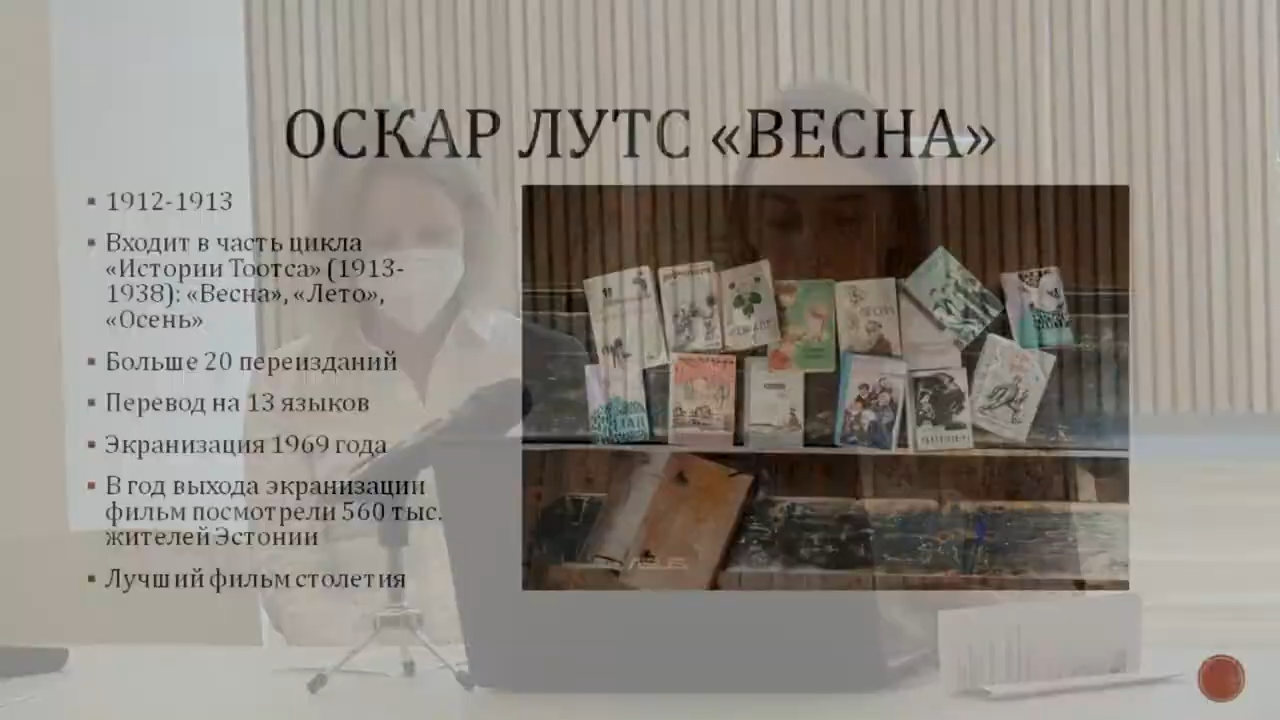 ОСКАР ЛУТС «ВЕСНА»
1912-1913
Входит в часть цикла
«Истории Тоотса» (1913-
1938): «Весна», «Лето»,
«Осень»
Больше 20 переизданий
Перевод на 13 языков
Экранизация 1969 года
В год выхода экранизации
фильм посмотрели 560 тыс.
жителей Эстонии
Лучший фильм столетия
ASUS